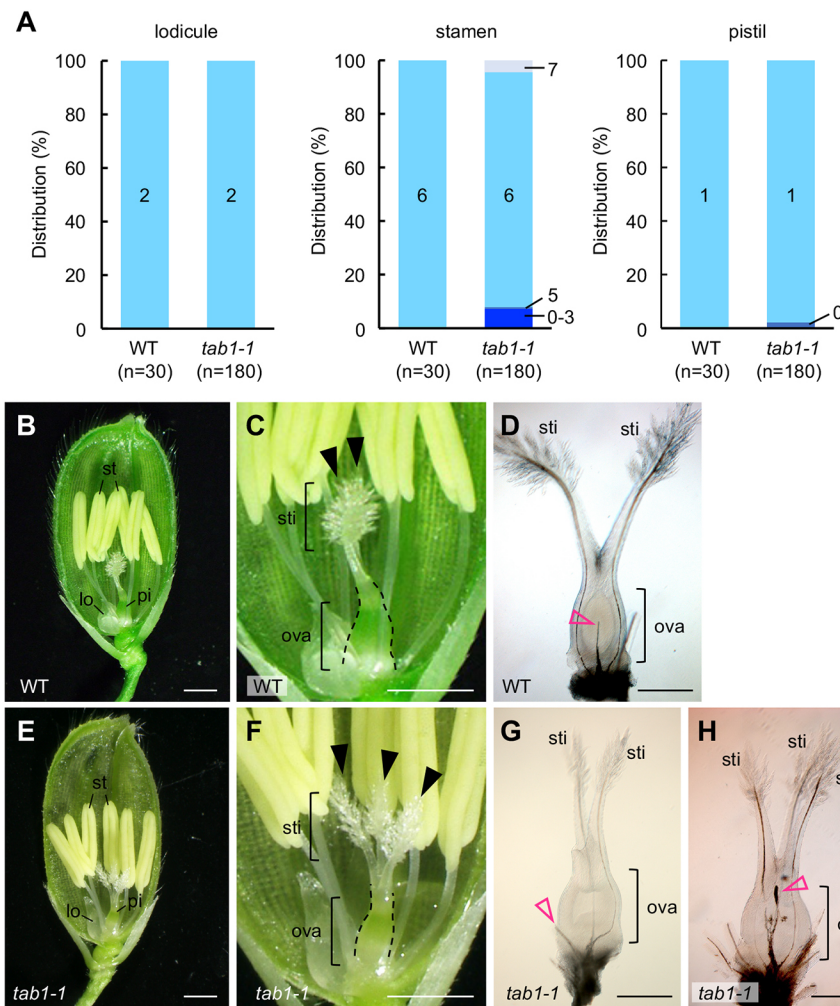 A
lodicule
stamen
pistil
Distribution (%)
100
80
60
40
20
0
2
2
WT
(n=30)
tab1-1
(n=180)
Distribution (%)
100
80
60
40
20
0
6
6
7
5
0-3
WT
(n=30)
tab1-1
(n=180)
Distribution (%)
100
80
60
40
20
0
1
1
0
WT
(n=30)
tab1-1
(n=180)
B
st
lo
pi
WT
C
sti
ova
WT
D
sti
sti
ova
WT
E
st
lo
pi
tab1-1
F
sti
ova
tab1-1
G
sti
sti
ova
tab1-1
H
sti
sti
tab1-1